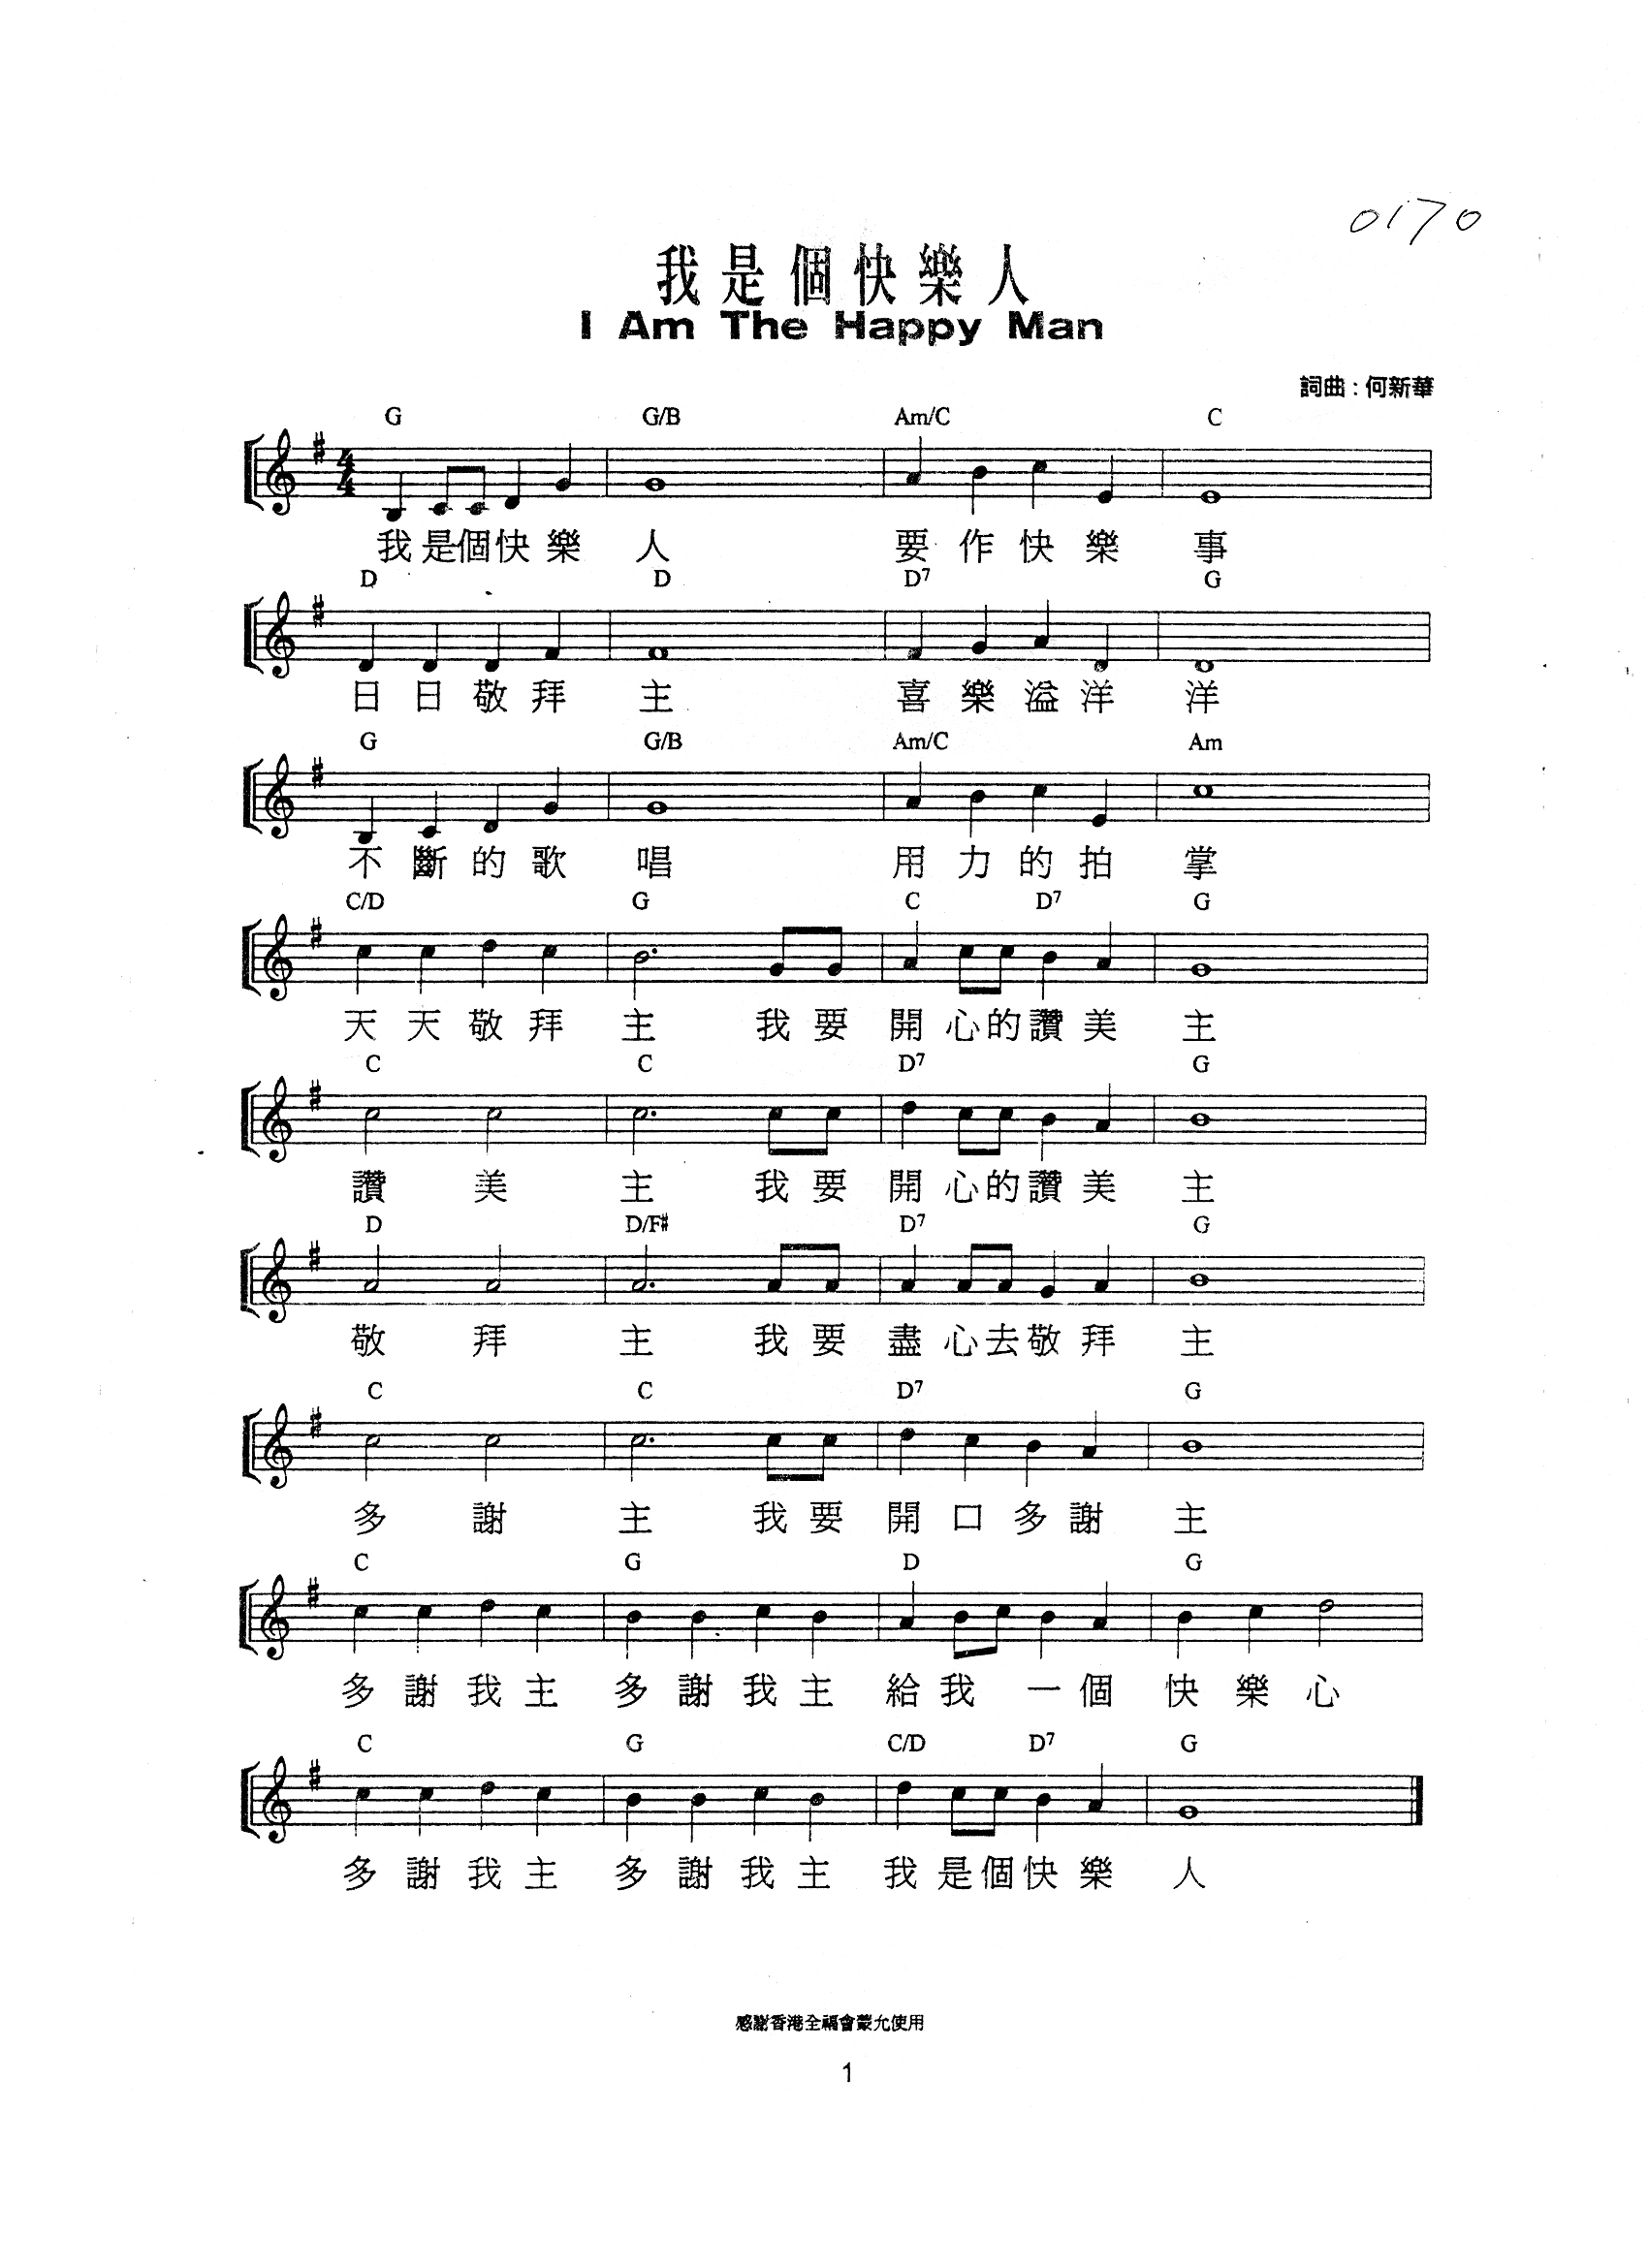 0170
我是個快樂人
I Am The Happy Man
詞曲：何新華
G G/B Am/C C
我是個快樂人 要作快樂事
D D D7 G
日日敬拜主 喜樂溢洋洋
G G/B Am/C Am
不斷的歌唱 用力的拍掌
C/D G C D7 G
天天敬拜主 我要開心的讚美主
C C D7 G
讚美主 我要開心的讚美主
D D/F# D7 G
敬拜主 我要盡心去敬拜主
C C D7 G
多謝主 我要開口多謝主
C G D G
多謝我主 多謝我主 給我一個快樂心
C G C/D D7 G
多謝我主 多謝我主 我是個快樂人
感謝香港全福會蒙允使用
1